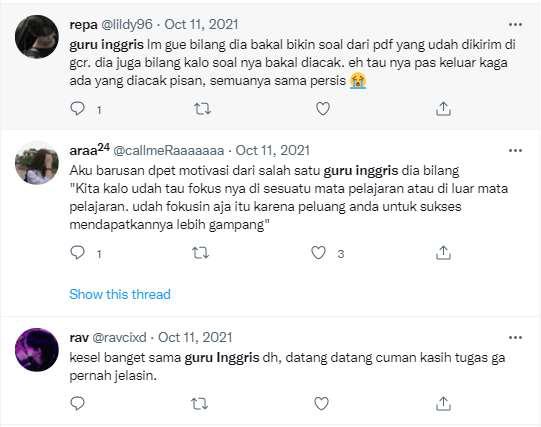 repa @lildy96 · Oct 11, 2021
guru inggris lm gue bilang dia bakal bikin soal dari pdf yang udah dikirim di
gcr. dia juga bilang kalo soal nya bakal diacak. eh tau nya pas keluar kaga
ada yang diacak pisan, semuanya sama persis 😭
1
araa²⁴ @callmeRaaaaaaa · Oct 11, 2021
Aku barusan dpet motivasi dari salah satu guru inggris dia bilang
"Kita kalo udah tau fokus nya di sesuatu mata pelajaran atau di luar mata
pelajaran. udah fokusin aja itu karena peluang anda untuk sukses
mendapatkannya lebih gampang"
1 3
Show this thread
rav @ravcixd · Oct 11, 2021
kesel banget sama guru Inggris dh, datang datang cuman kasih tugas ga
pernah jelasin.